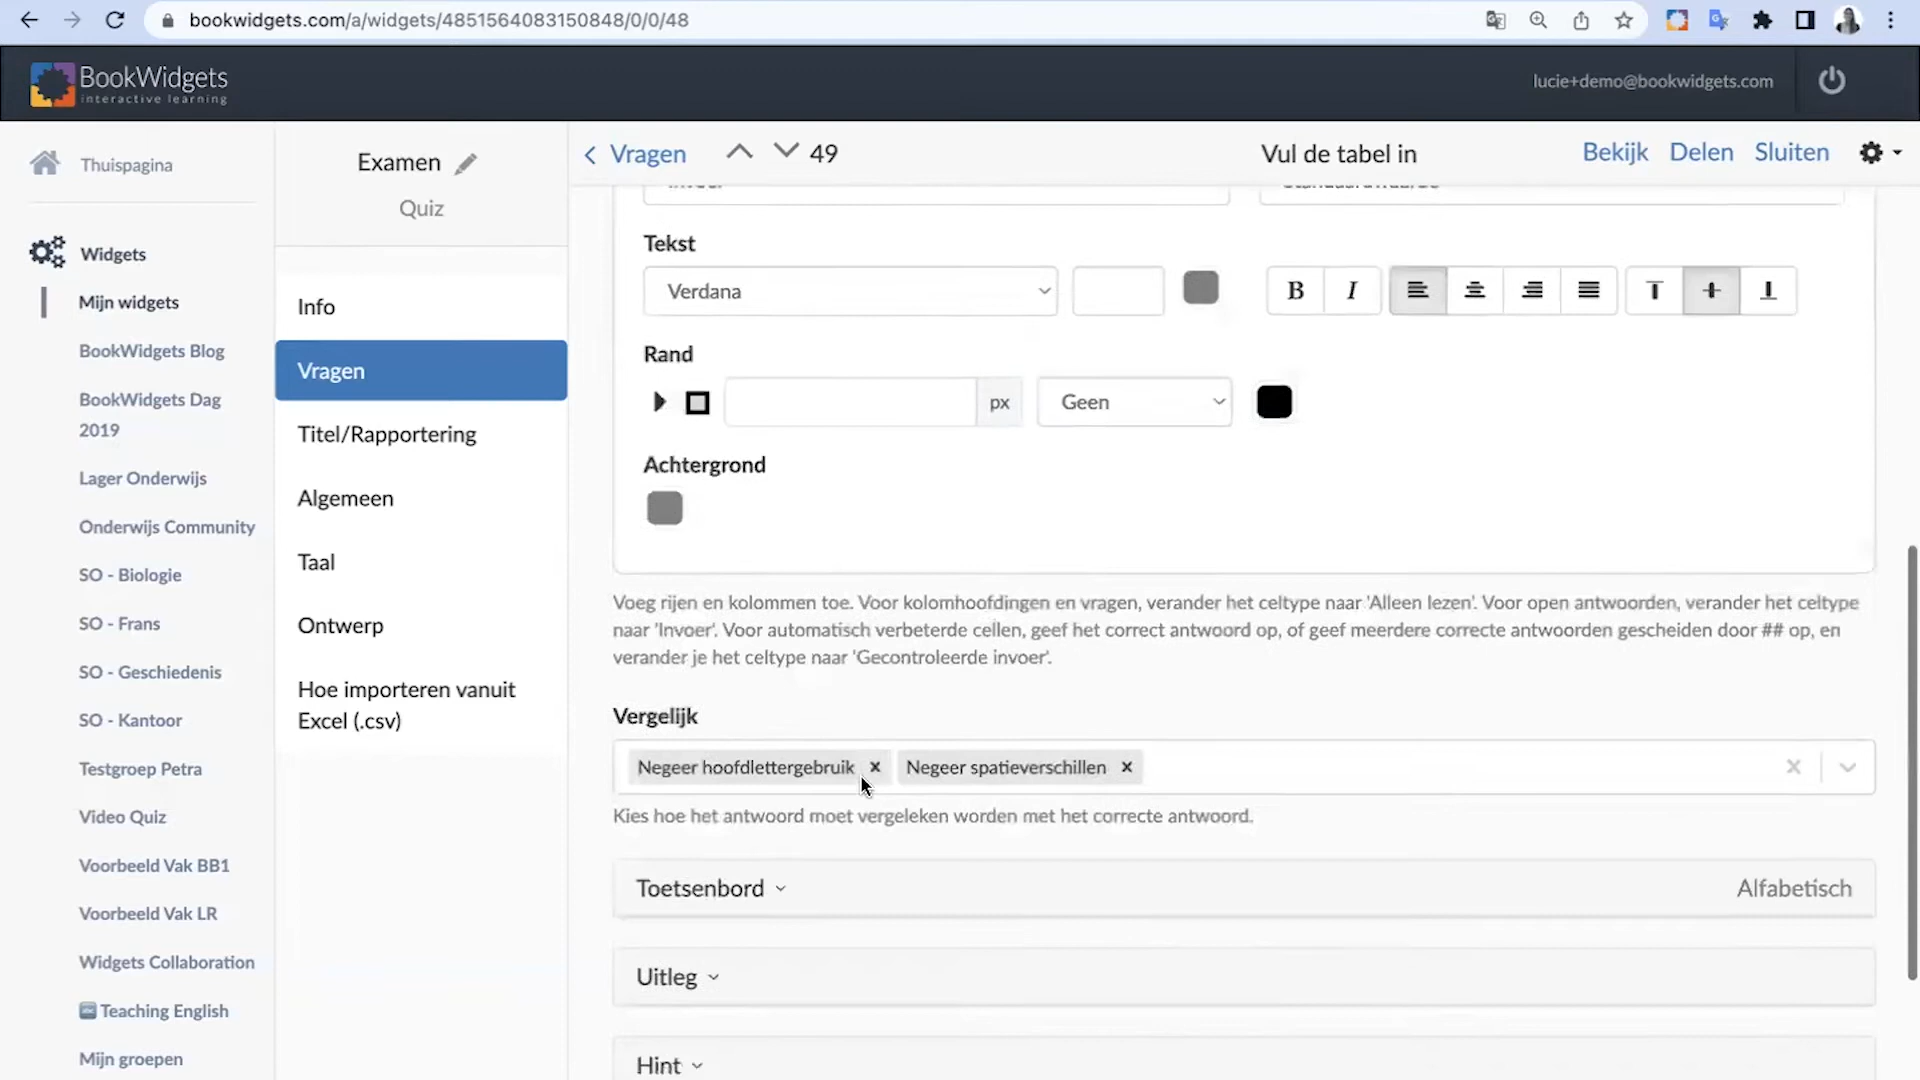 bookwidgets.com/a/widgets/4851564083150848/0/0/48
BookWidgets
interactive learning
lucie+demo@bookwidgets.com
Thuispagina
Widgets
Mijn widgets
BookWidgets Blog
BookWidgets Dag
2019
Lager Onderwijs
Onderwijs Community
SO - Biologie
SO - Frans
SO - Geschiedenis
SO - Kantoor
Testgroep Petra
Video Quiz
Voorbeeld Vak BB1
Voorbeeld Vak LR
Widgets Collaboration
Teaching English
Mijn groepen
Examen
Quiz
Info
Vragen
Titel/Rapportering
Algemeen
Taal
Ontwerp
Hoe importeren vanuit
Excel (.csv)
Vragen 49 Vul de tabel in Bekijk Delen Sluiten
Tekst
Verdana B I
Rand
px Geen
Achtergrond
Voeg rijen en kolommen toe. Voor kolomhoofdingen en vragen, verander het celtype naar 'Alleen lezen'. Voor open antwoorden, verander het celtype
naar 'Invoer'. Voor automatisch verbeterde cellen, geef het correct antwoord op, of geef meerdere correcte antwoorden gescheiden door ## op, en
verander je het celtype naar 'Gecontroleerde invoer'.
Vergelijk
Negeer hoofdlettergebruik Negeer spatieverschillen
Kies hoe het antwoord moet vergeleken worden met het correcte antwoord.
Toetsenbord Alfabetisch
Uitleg
Hint